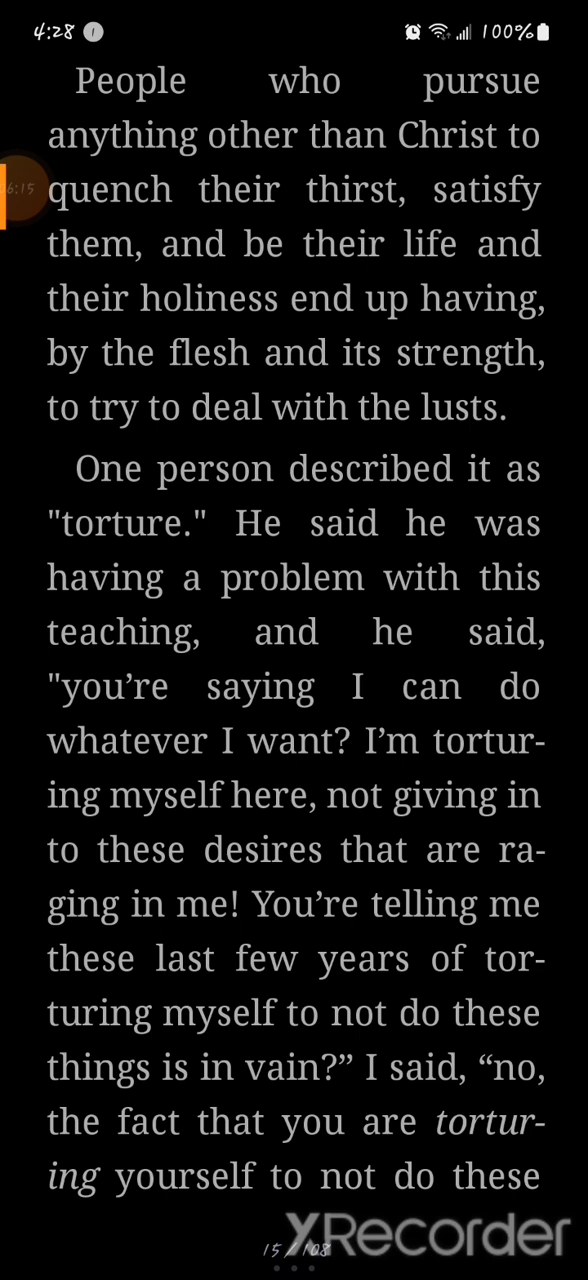 4:28 1 100%
People who pursue
anything other than Christ to
06:15
quench their thirst, satisfy
them, and be their life and
their holiness end up having,
by the flesh and its strength,
to try to deal with the lusts.
One person described it as
"torture." He said he was
having a problem with this
teaching, and he said,
"you’re saying I can do
whatever I want? I’m tortur-
ing myself here, not giving in
to these desires that are ra-
ging in me! You’re telling me
these last few years of tor-
turing myself to not do these
things is in vain?” I said, “no,
the fact that you are tortur-
ing yourself to not do these
15 / 108
XRecorder